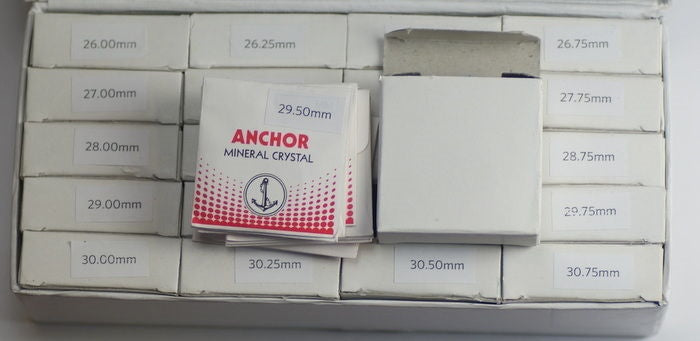 26.00mm
26.25mm
26.75mm
27.00mm
27.75mm
28.00mm
28.75mm
29.00mm
29.75mm
30.00mm
30.25mm
30.50mm
30.75mm
29.50mm
ANCHOR
MINERAL CRYSTAL